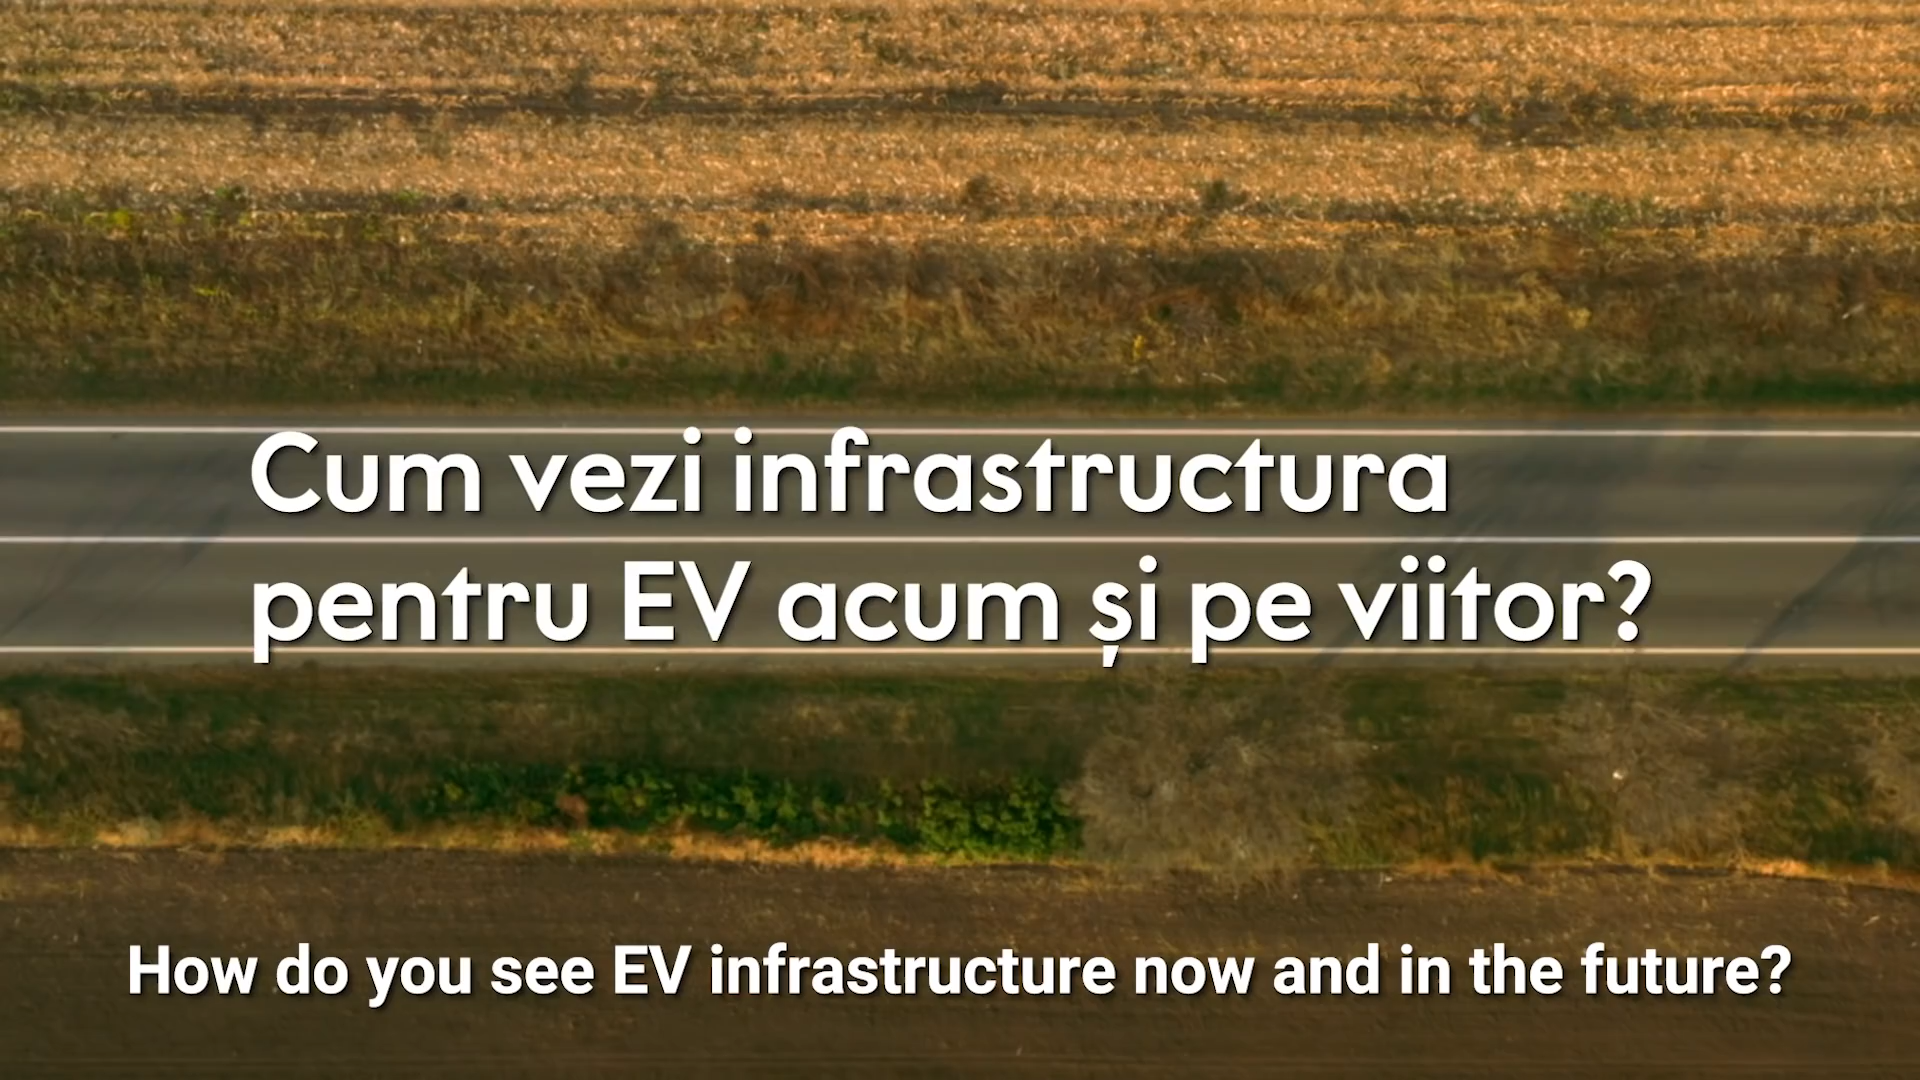 Cum vezi infrastructura
pentru EV acum și pe viitor?
How do you see EV infrastructure now and in the future?